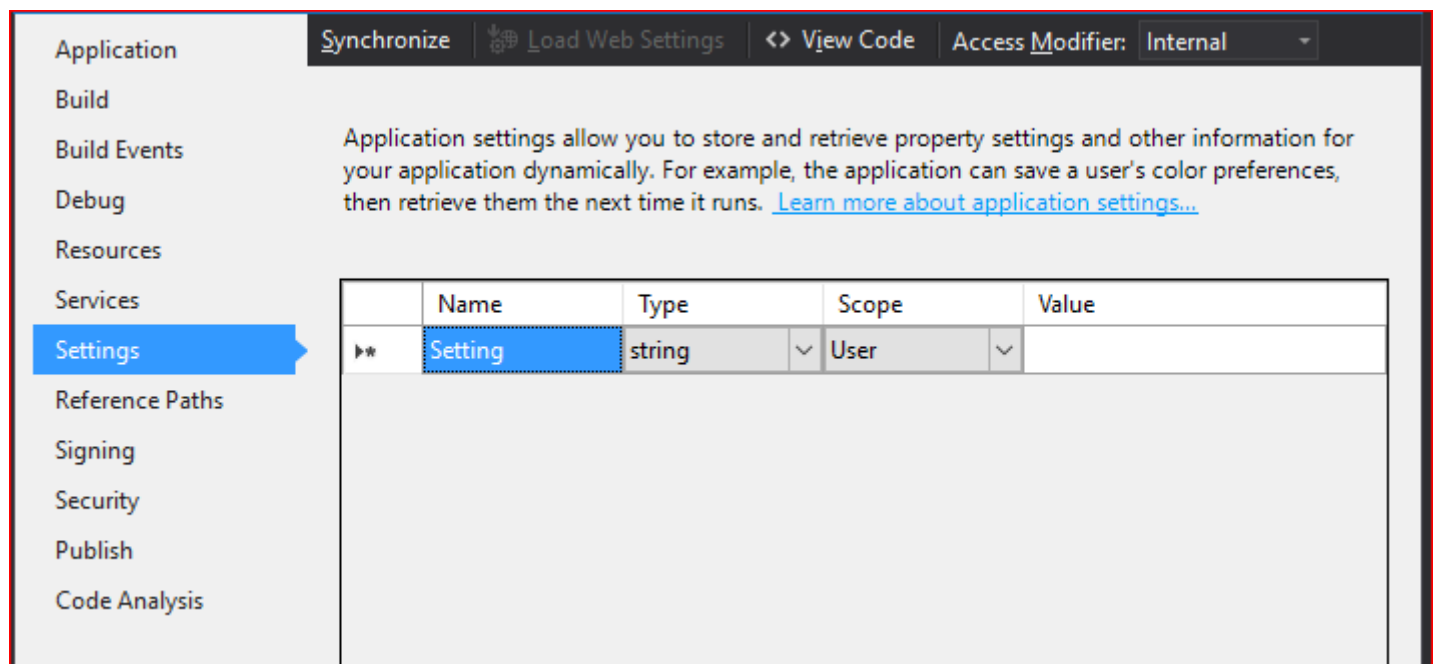 Application
Build
Build Events
Debug
Resources
Services
Settings
Reference Paths
Signing
Security
Publish
Code Analysis
Synchronize Load Web Settings <> View Code Access Modifier: Internal
Application settings allow you to store and retrieve property settings and other information for
your application dynamically. For example, the application can save a user's color preferences,
then retrieve them the next time it runs. Learn more about application settings...
Name Type Scope Value
Setting string User